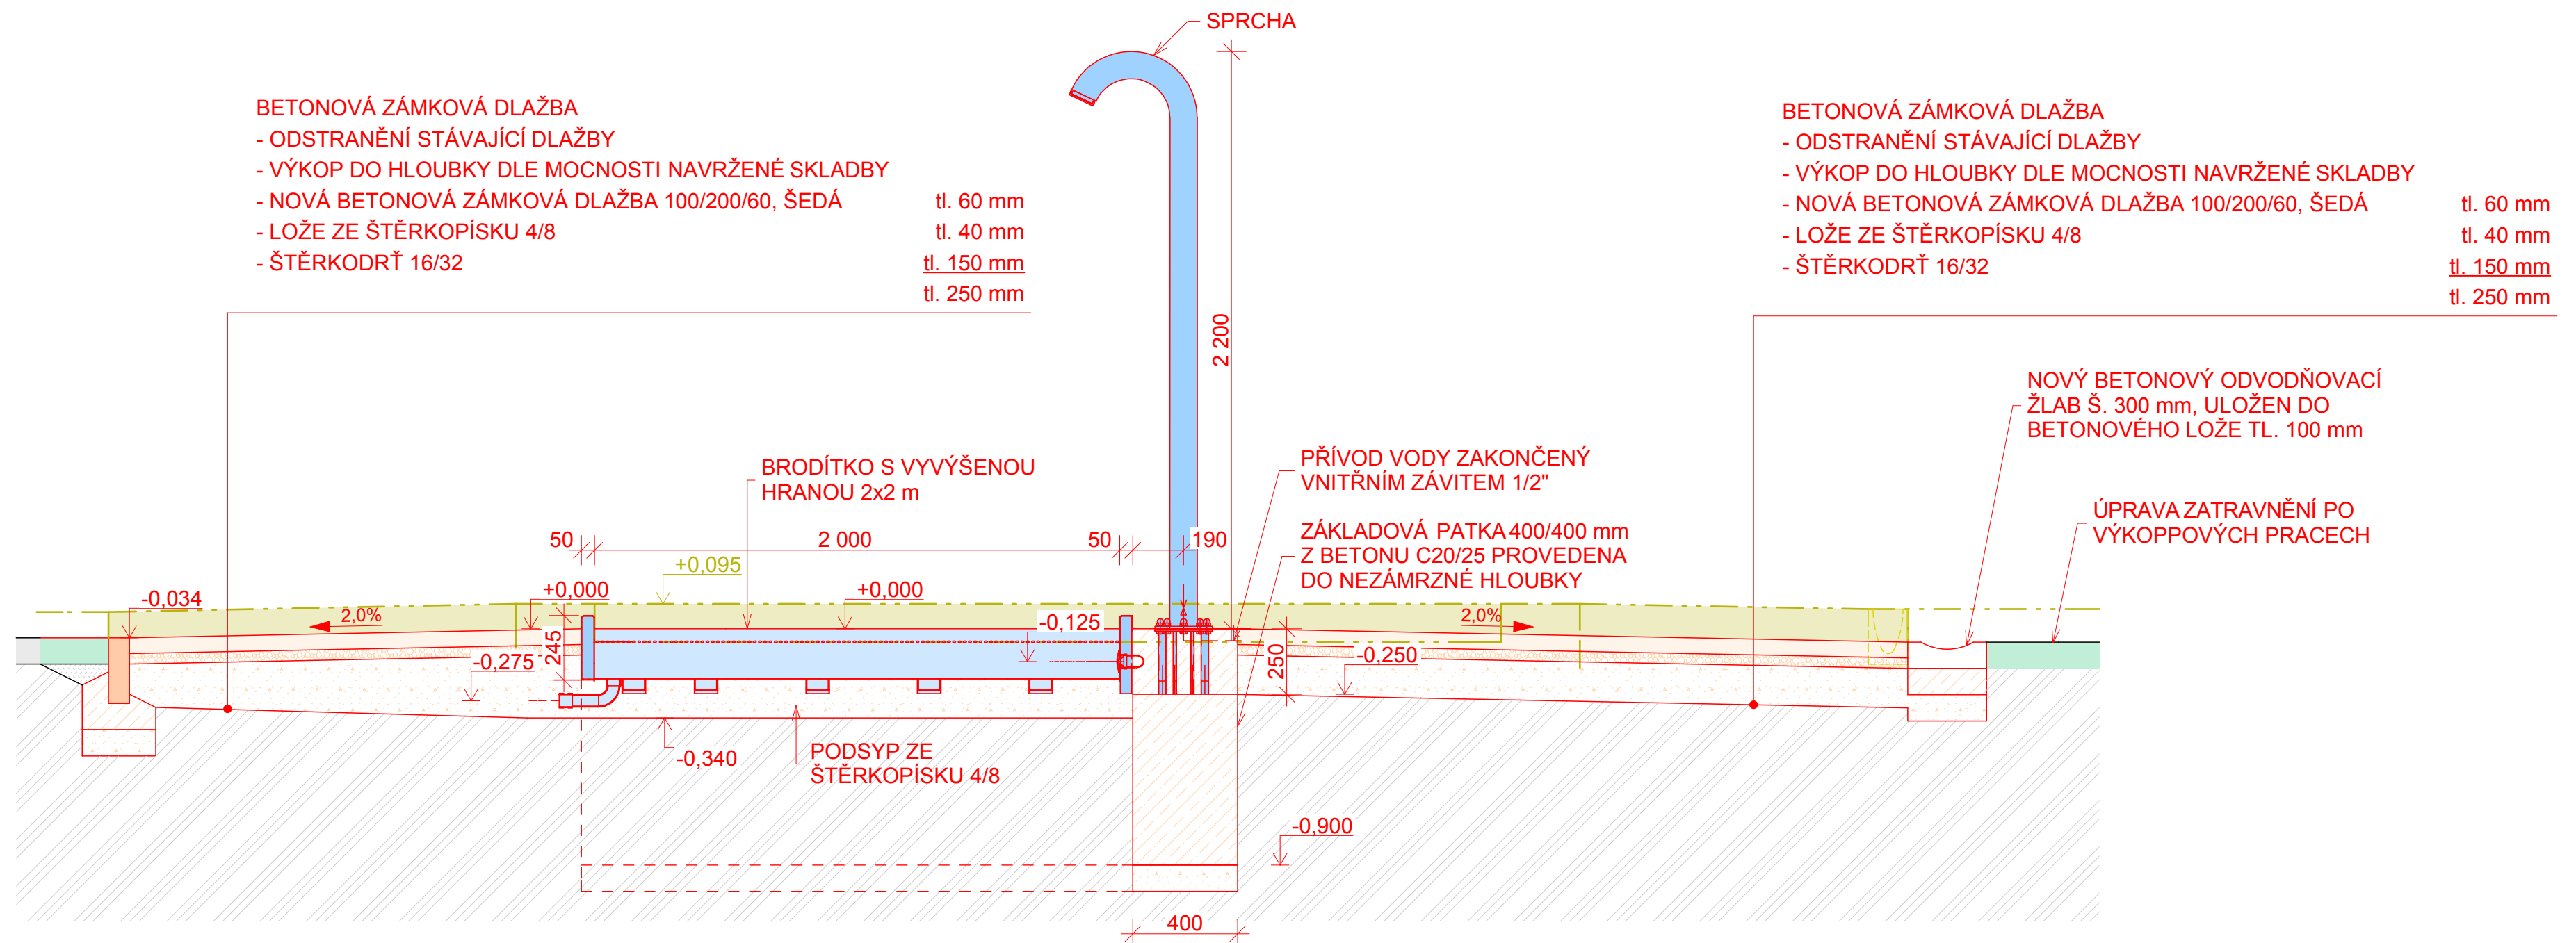 SPRCHA
BETONOVÁ ZÁMKOVÁ DLAŽBA
- ODSTRANĚNÍ STÁVAJÍCÍ DLAŽBY
- VÝKOP DO HLOUBKY DLE MOCNOSTI NAVRŽENÉ SKLADBY
- NOVÁ BETONOVÁ ZÁMKOVÁ DLAŽBA 100/200/60, ŠEDÁ tl. 60 mm
- LOŽE ZE ŠTĚRKOPÍSKU 4/8 tl. 40 mm
- ŠTĚRKODRŤ 16/32 tl. 150 mm
tl. 250 mm
BETONOVÁ ZÁMKOVÁ DLAŽBA
- ODSTRANĚNÍ STÁVAJÍCÍ DLAŽBY
- VÝKOP DO HLOUBKY DLE MOCNOSTI NAVRŽENÉ SKLADBY
- NOVÁ BETONOVÁ ZÁMKOVÁ DLAŽBA 100/200/60, ŠEDÁ tl. 60 mm
- LOŽE ZE ŠTĚRKOPÍSKU 4/8 tl. 40 mm
- ŠTĚRKODRŤ 16/32 tl. 150 mm
tl. 250 mm
2 200
NOVÝ BETONOVÝ ODVODŇOVACÍ
ŽLAB Š. 300 mm, ULOŽEN DO
BETONOVÉHO LOŽE TL. 100 mm
BRODÍTKO S VYVÝŠENOU
HRANOU 2x2 m
PŘÍVOD VODY ZAKONČENÝ
VNITŘNÍM ZÁVITEM 1/2"
ZÁKLADOVÁ PATKA 400/400 mm
Z BETONU C20/25 PROVEDENA
DO NEZÁMRZNÉ HLOUBKY
ÚPRAVA ZATRAVNĚNÍ PO
VÝKOPPOVÝCH PRACECH
50
2 000
50
190
+0,095
-0,034
+0,000
+0,000
2,0%
2,0%
-0,125
245
-0,275
250
-0,250
-0,340
PODSYP ZE
ŠTĚRKOPÍSKU 4/8
-0,900
400